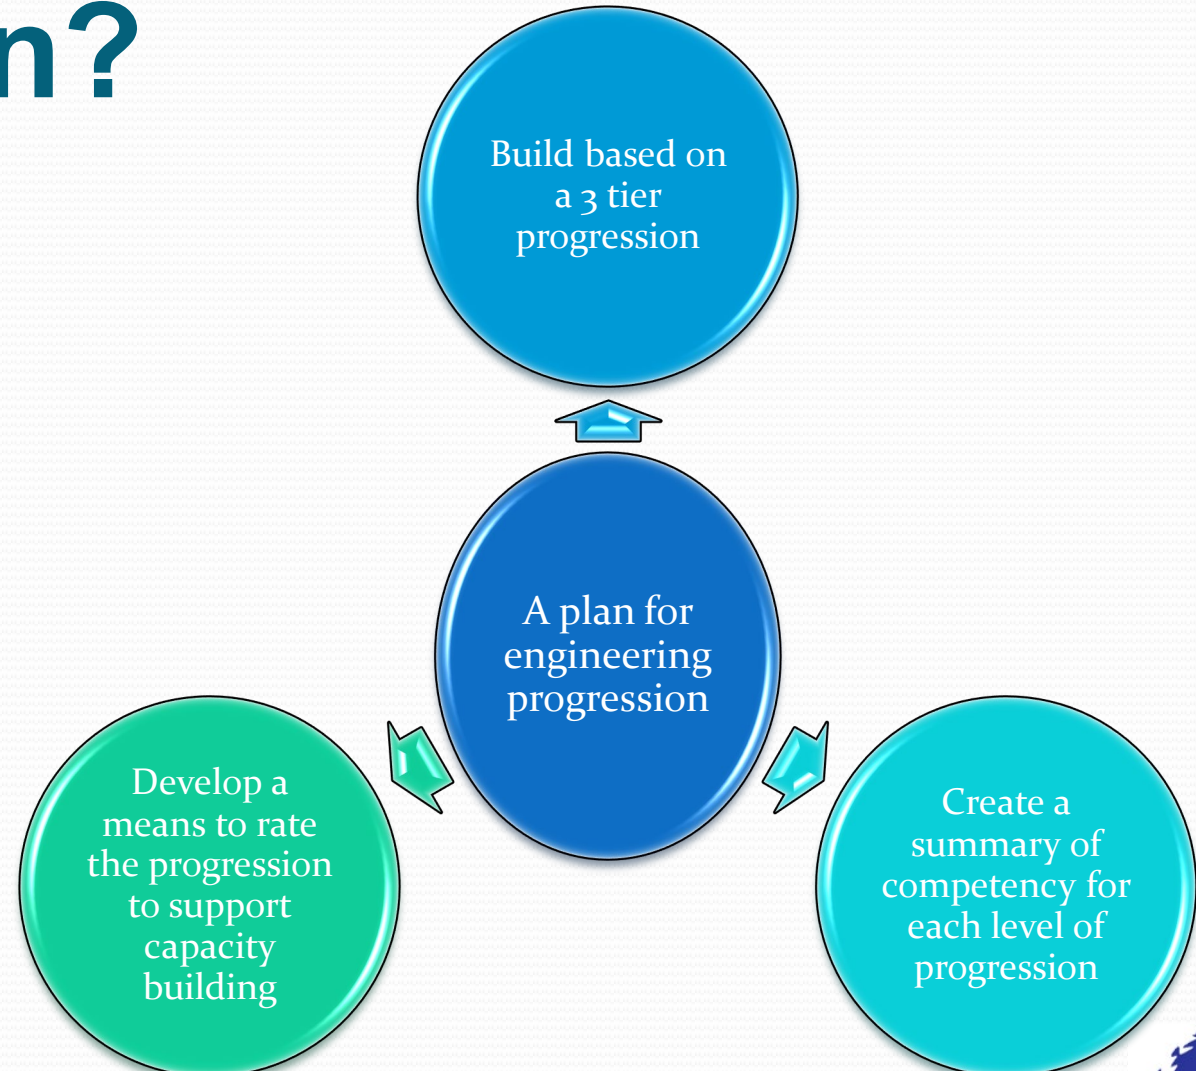 n?
Build based on
a 3 tier
progression
A plan for
engineering
progression
Develop a
means to rate
the progression
to support
capacity
building
Create a
summary of
competency for
each level of
progression